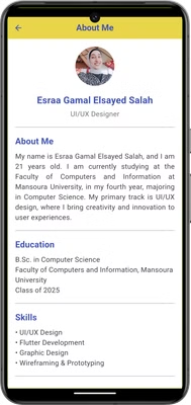 About Me
Esraa Gamal Elsayed Salah
UI/UX Designer
About Me
My name is Esraa Gamal Elsayed Salah, and I am
21 years old. I am currently studying at the
Faculty of Computers and Information at
Mansoura University, in my fourth year, majoring
in Computer Science. My primary track is UI/UX
design, where I bring creativity and innovation to
user experiences.
Education
B.Sc. in Computer Science
Faculty of Computers and Information, Mansoura
University
Class of 2025
Skills
• UI/UX Design
• Flutter Development
• Graphic Design
• Wireframing & Prototyping